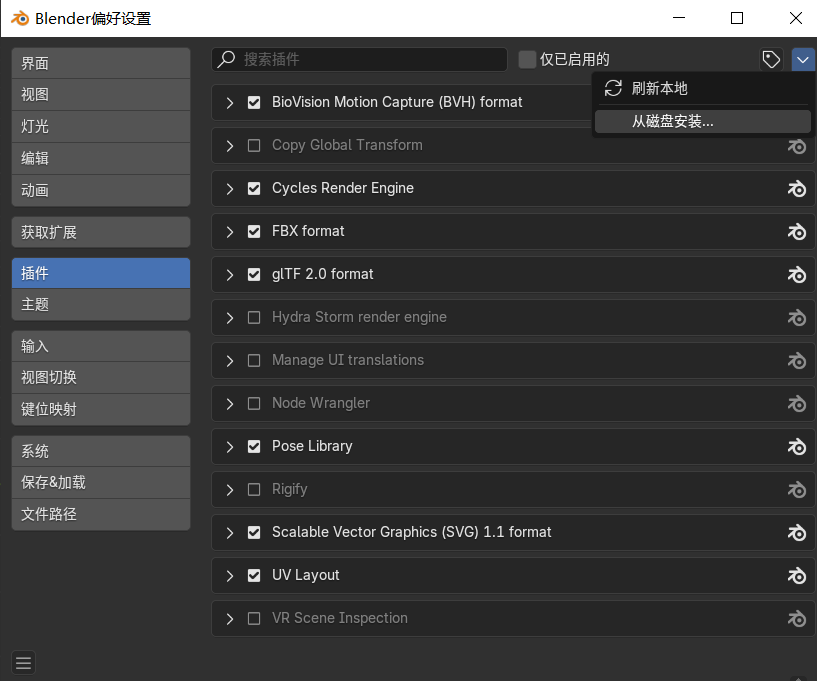 Blender偏好设置
界面
视图
灯光
编辑
动画
获取扩展
插件
主题
输入
视图切换
键位映射
系统
保存&加载
文件路径
搜索插件
仅已启用的
刷新本地
从磁盘安装...
BioVision Motion Capture (BVH) format
Copy Global Transform
Cycles Render Engine
FBX format
glTF 2.0 format
Hydra Storm render engine
Manage UI translations
Node Wrangler
Pose Library
Rigify
Scalable Vector Graphics (SVG) 1.1 format
UV Layout
VR Scene Inspection